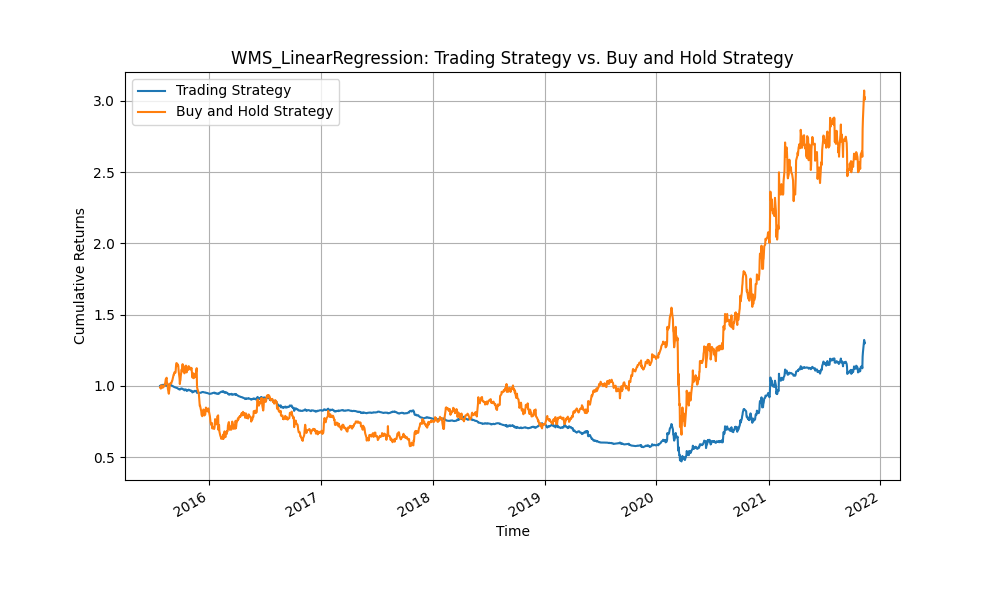 WMS_LinearRegression: Trading Strategy vs. Buy and Hold Strategy
Trading Strategy
Buy and Hold Strategy
Cumulative Returns
3.0
2.5
2.0
1.5
1.0
0.5
2016
2017
2018
2019
2020
2021
2022
Time